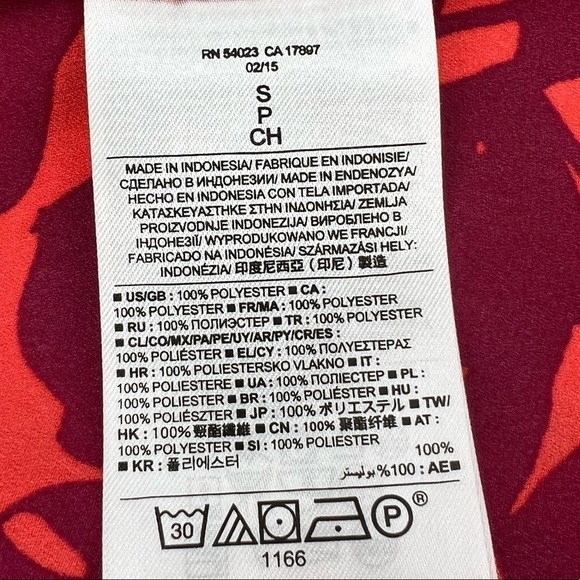 RN 54023 CA 17897
02/15
S
P
CH
MADE IN INDONESIA/ FABRIQUE EN INDONISIE/
СДЕЛАНО В ИНДОНЕЗИИ/ MADE IN ENDENOZYA/
HECHO EN INDONESIA CON TELA IMPORTADA/
ΚΑΤΑΣΚΕΥΑΣΤΗΚΕ ΣΤΗΝ ΙΝΔΟΝΗΣΙΑ/ ZEMLJA
PROIZVODNJE INDONEZIJA/ ВИРОБЛЕНО В
ІНДОНЕЗІЇ/ WYPRODUKOWANO WE FRANCJI/
FABRICADO NA INDONÉSIA/ SZÁRMAZÁSI HELY:
INDONÉZIA/ 印度尼西亞 (印尼) 製造
■ US/GB : 100% POLYESTER ■ CA :
100% POLYESTER ■ FR/MA : 100% POLYESTER
■ RU : 100% ПОЛИЭСТЕР ■ TR : 100% POLYESTER
■ CL/CO/MX/PA/PE/UY/AR/PY/CR/ES :
100% POLIÉSTER ■ EL/CY : 100% ΠΟΛΥΕΣΤΕΡΑΣ
■ HR : 100% POLIESTERSKO VLAKNO ■ IT :
100% POLIESTERE ■ UA : 100% ПОЛІЕСТЕР ■ PL :
100% POLIESTER ■ BR : 100% POLIÉSTER ■ HU :
100% POLIÉSZTER ■ JP : 100% ポリエステル ■ TW/
HK : 100% 聚酯纖維 ■ CN : 100% 聚酯纤维 ■ AT :
100% POLYESTER ■ SI : 100% POLIESTER
■ KR : 폴리에스터 100%
■AE : 100% بوليستر
30 P ®
1166